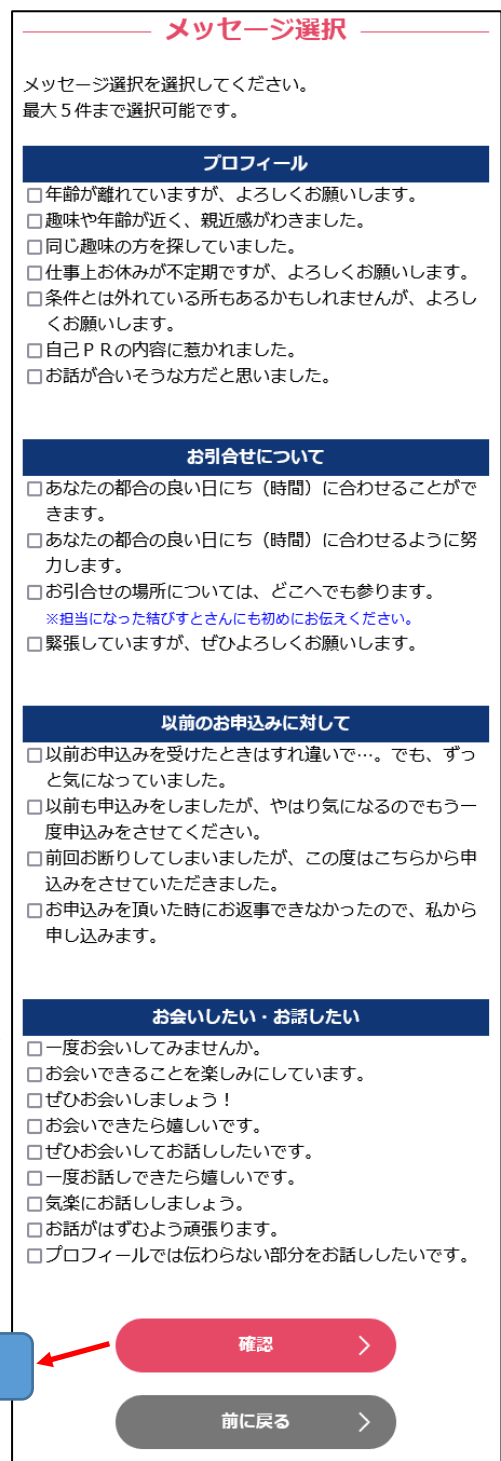 メッセージ選択
メッセージ選択を選択してください。
最大５件まで選択可能です。
プロフィール
□年齢が離れていますが、よろしくお願いします。
□趣味や年齢が近く、親近感がわきました。
□同じ趣味の方を探していました。
□仕事上お休みが不定期ですが、よろしくお願いします。
□条件とは外れている所もあるかもしれませんが、よろし
くお願いします。
□自己ＰＲの内容に惹かれました。
□お話が合いそうな方だと思いました。
お引合せについて
□あなたの都合の良い日にち（時間）に合わせることがで
きます。
□あなたの都合の良い日にち（時間）に合わせるように努
力します。
□お引合せの場所については、どこへでも参ります。
※担当になった結びすとさんにも初めにお伝えください。
□緊張していますが、ぜひよろしくお願いします。
以前のお申込みに対して
□以前お申込みを受けたときはすれ違いで…。でも、ずっ
と気になっていました。
□以前も申込みをしましたが、やはり気になるのでもう一
度申込みをさせてください。
□前回お断りしてしまいましたが、この度はこちらから申
込みをさせていただきました。
□お申込みを頂いた時にお返事できなかったので、私から
申し込みます。
お会いしたい・お話したい
□一度お会いしてみませんか。
□お会いできることを楽しみにしています。
□ぜひお会いしましょう！
□お会いできたら嬉しいです。
□ぜひお会いしてお話ししたいです。
□一度お話しできたら嬉しいです。
□気楽にお話ししましょう。
□お話がはずむよう頑張ります。
□プロフィールでは伝わらない部分をお話ししたいです。
確認
前に戻る